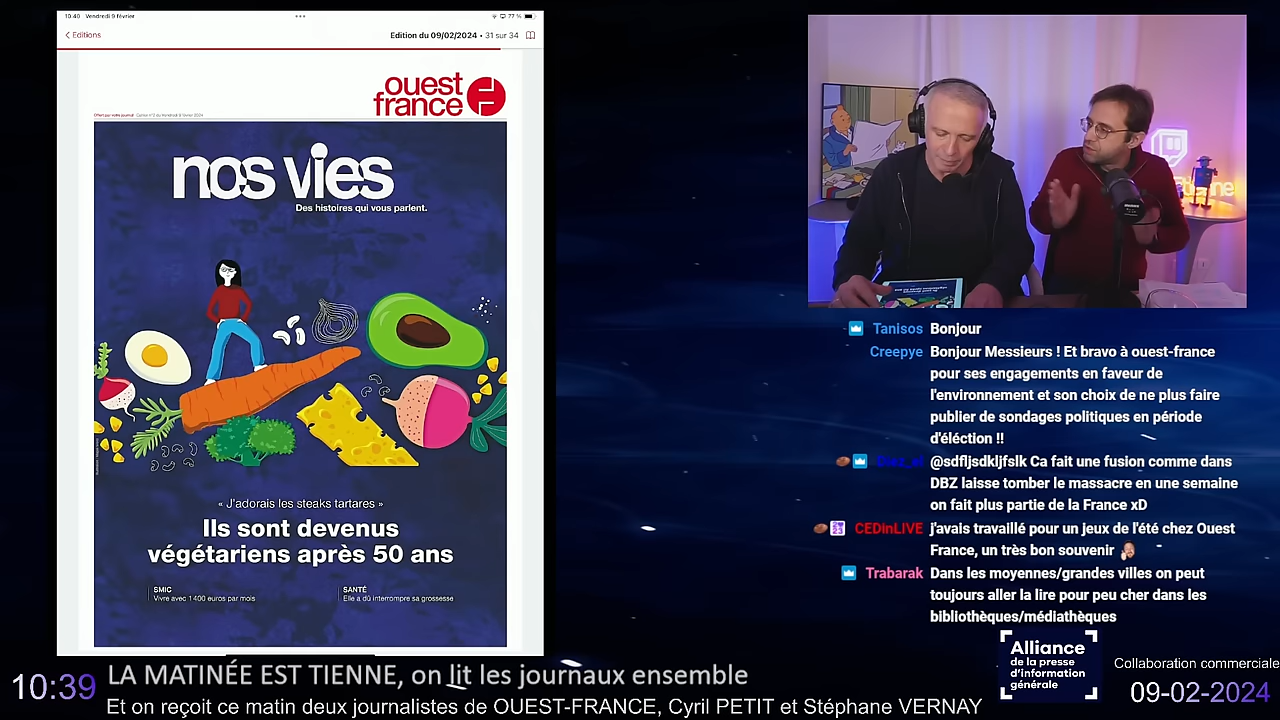 10:40 Vendredi 9 février
77 %
Editions
Edition du 09/02/2024 • 31 sur 34
ouest
france
nos vies
Des histoires qui vous parlent.
« J'adorais les steaks tartares »
Ils sont devenus
végétariens après 50 ans
SMIC
Vivre avec 1 400 euros par mois
SANTÉ
Elle a dû interrompre sa grossesse
Tanisos Bonjour
Creepye Bonjour Messieurs ! Et bravo à ouest-france
pour ses engagements en faveur de
l'environnement et son choix de ne plus faire
publier de sondages politiques en période
d'éléction !!
@sdfljsdkljfslk Ca fait une fusion comme dans
DBZ laisse tomber le massacre en une semaine
on fait plus partie de la France xD
CEDinLIVE j'avais travaillé pour un jeux de l'été chez Ouest
France, un très bon souvenir
Trabarak Dans les moyennes/grandes villes on peut
toujours aller la lire pour peu cher dans les
bibliothèques/médiathèques
Alliance
de la presse
d'information
générale
Collaboration commerciale
09-02-2024
10:39
LA MATINÉE EST TIENNE, on lit les journaux ensemble
Et on reçoit ce matin deux journalistes de OUEST-FRANCE, Cyril PETIT et Stéphane VERNAY